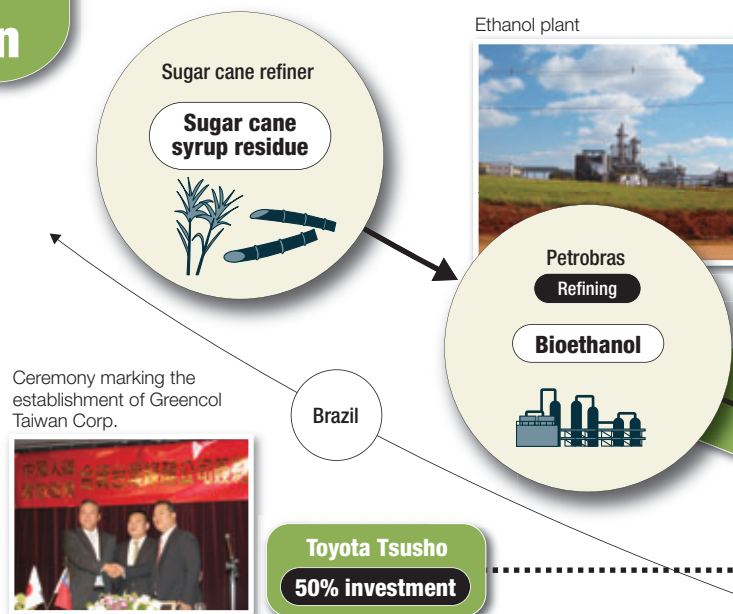 n
Ethanol plant
Sugar cane refiner
Sugar cane
syrup residue
Petrobras
Refining
Bioethanol
Ceremony marking the
establishment of Greencol
Taiwan Corp.
Brazil
Toyota Tsusho
50% investment